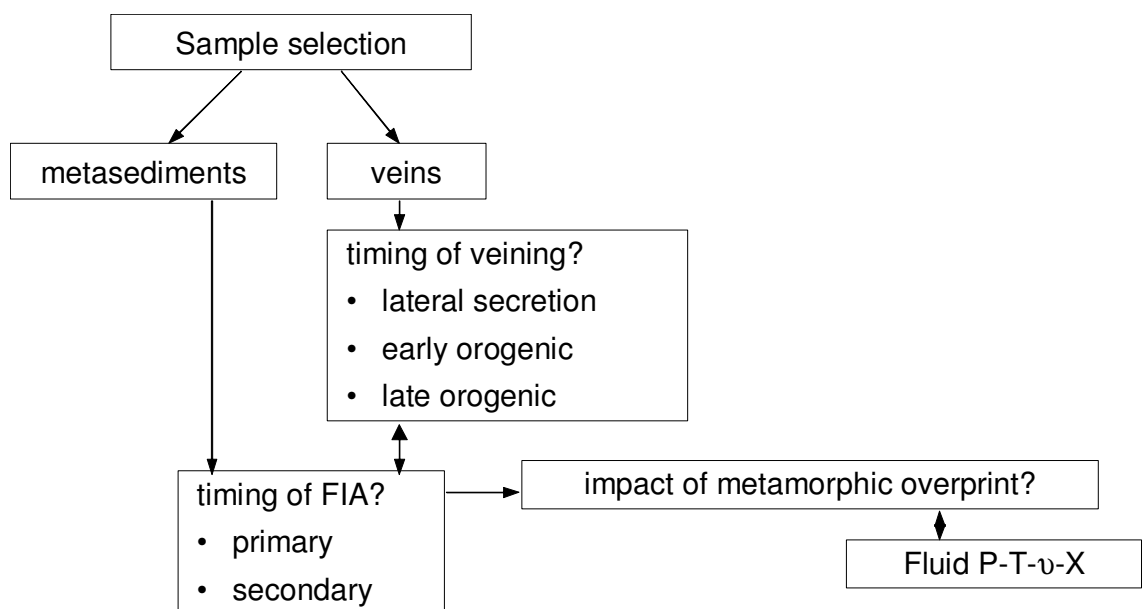 Sample selection
metasediments
veins
timing of veining?
• lateral secretion
• early orogenic
• late orogenic
timing of FIA?
• primary
• secondary
impact of metamorphic overprint?
Fluid P-T-υ-X